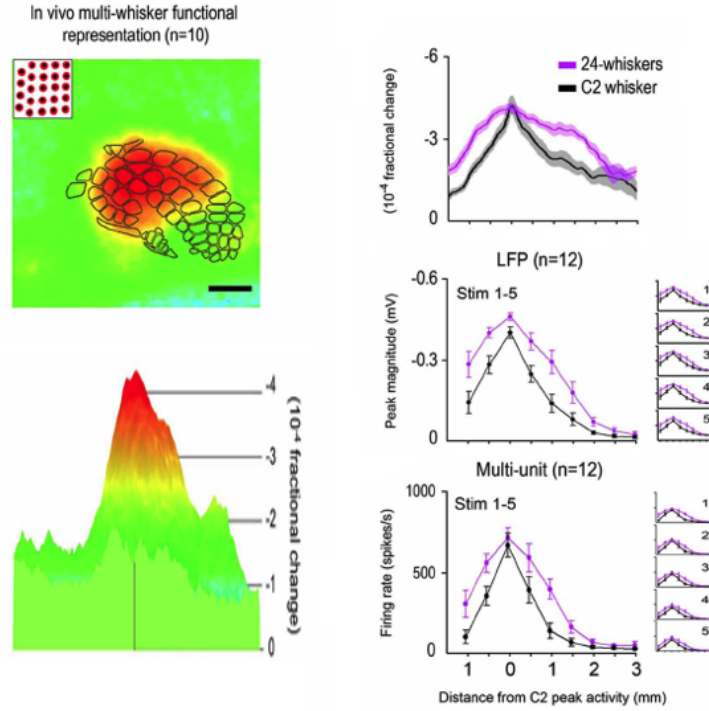 In vivo multi-whisker functional
representation (n=10)
-4
-3
-2
-1
0
(10⁻⁴ fractional change)
-6
-3
0
(10⁻⁴ fractional change)
24-whiskers
C2 whisker
LFP (n=12)
-0.6
-0.3
0
Peak magnitude (mV)
Stim 1-5
1
2
3
4
5
Multi-unit (n=12)
1000
500
0
Firing rate (spikes/s)
Stim 1-5
1
2
3
4
5
1 0 1 2 3
Distance from C2 peak activity (mm)